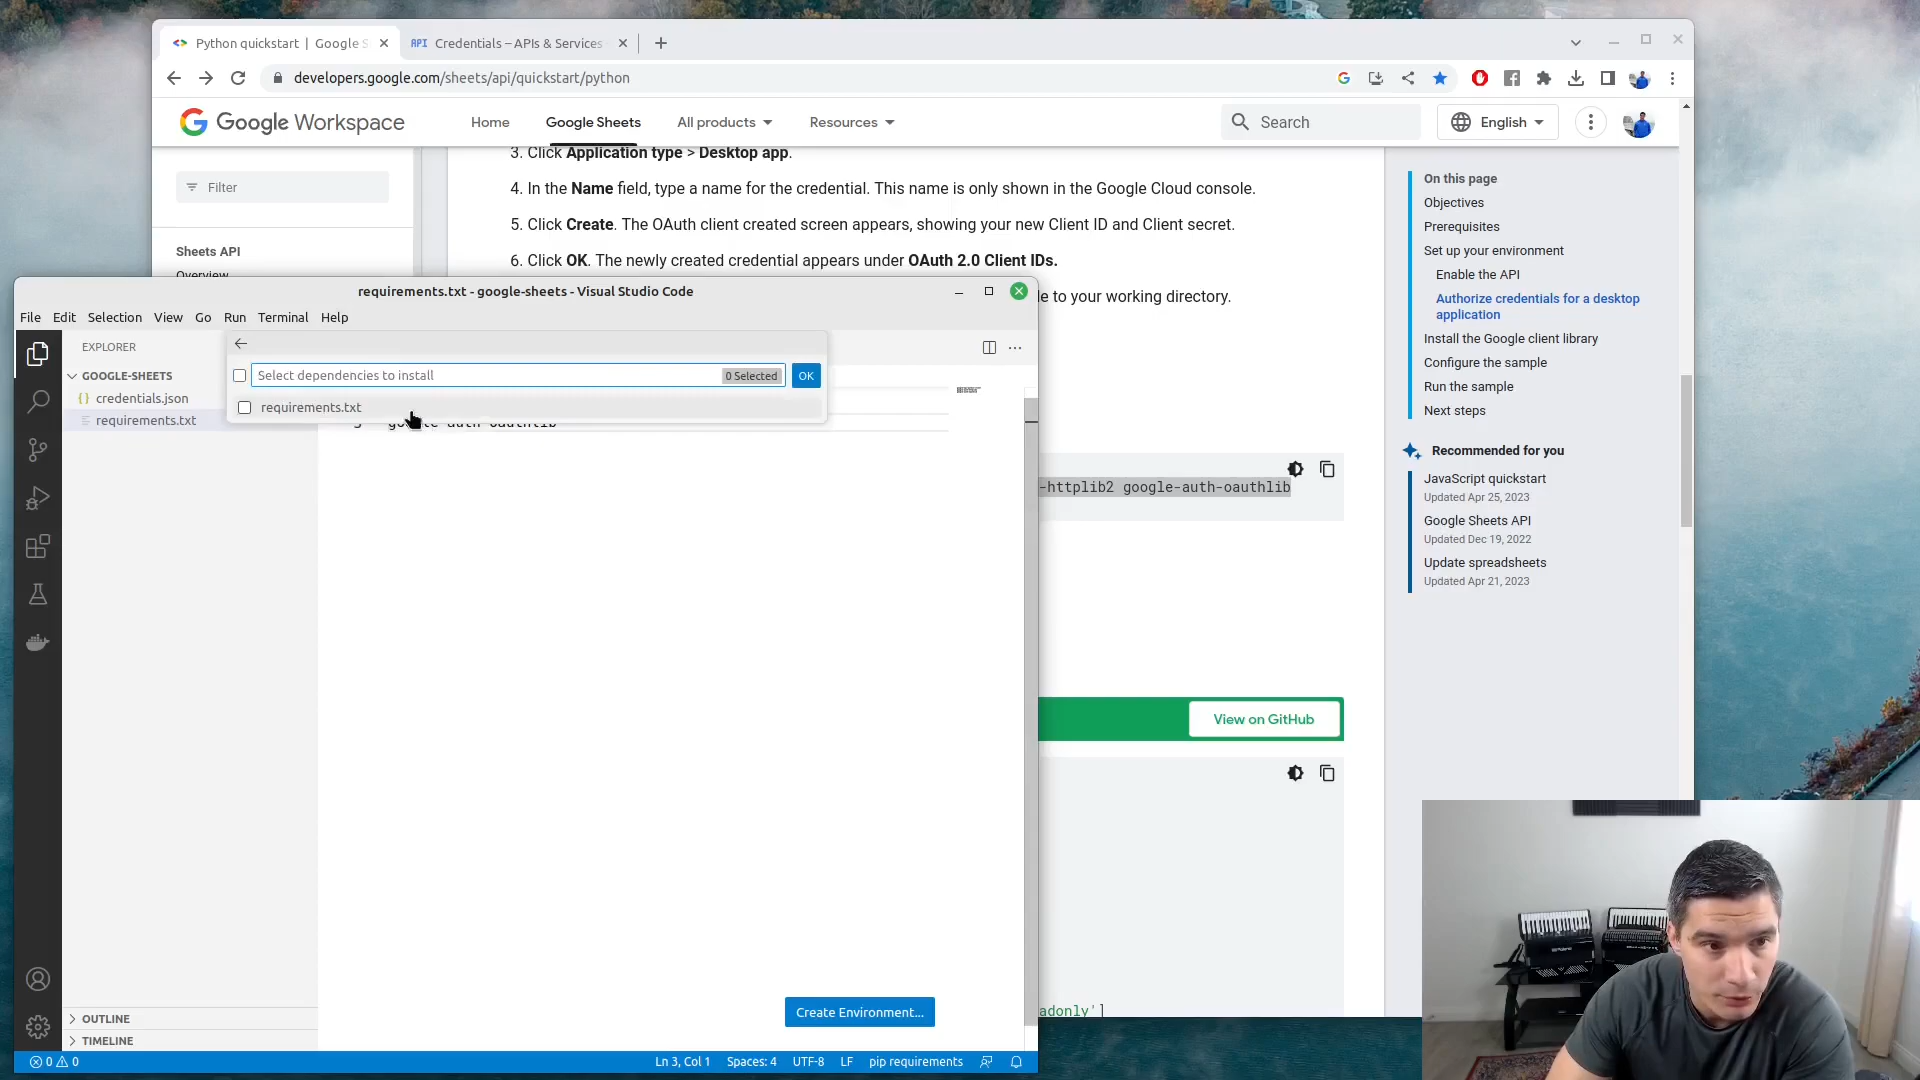 Python quickstart | Google S
API Credentials – APIs & Services
developers.google.com/sheets/api/quickstart/python
Google Workspace
Home
Google Sheets
All products
Resources
Search
English
Filter
Sheets API
Overview
3. Click Application type > Desktop app.
4. In the Name field, type a name for the credential. This name is only shown in the Google Cloud console.
5. Click Create. The OAuth client created screen appears, showing your new Client ID and Client secret.
6. Click OK. The newly created credential appears under OAuth 2.0 Client IDs.
le to your working directory.
-httplib2 google-auth-oauthlib
View on GitHub
adonly']
On this page
Objectives
Prerequisites
Set up your environment
Enable the API
Authorize credentials for a desktop
application
Install the Google client library
Configure the sample
Run the sample
Next steps
Recommended for you
JavaScript quickstart
Updated Apr 25, 2023
Google Sheets API
Updated Dec 19, 2022
Update spreadsheets
Updated Apr 21, 2023
requirements.txt - google-sheets - Visual Studio Code
File Edit Selection View Go Run Terminal Help
EXPLORER
GOOGLE-SHEETS
{} credentials.json
requirements.txt
Select dependencies to install
0 Selected
OK
requirements.txt
3 google-auth-oauthlib
Create Environment...
OUTLINE
TIMELINE
0 0
Ln 3, Col 1 Spaces: 4 UTF-8 LF pip requirements